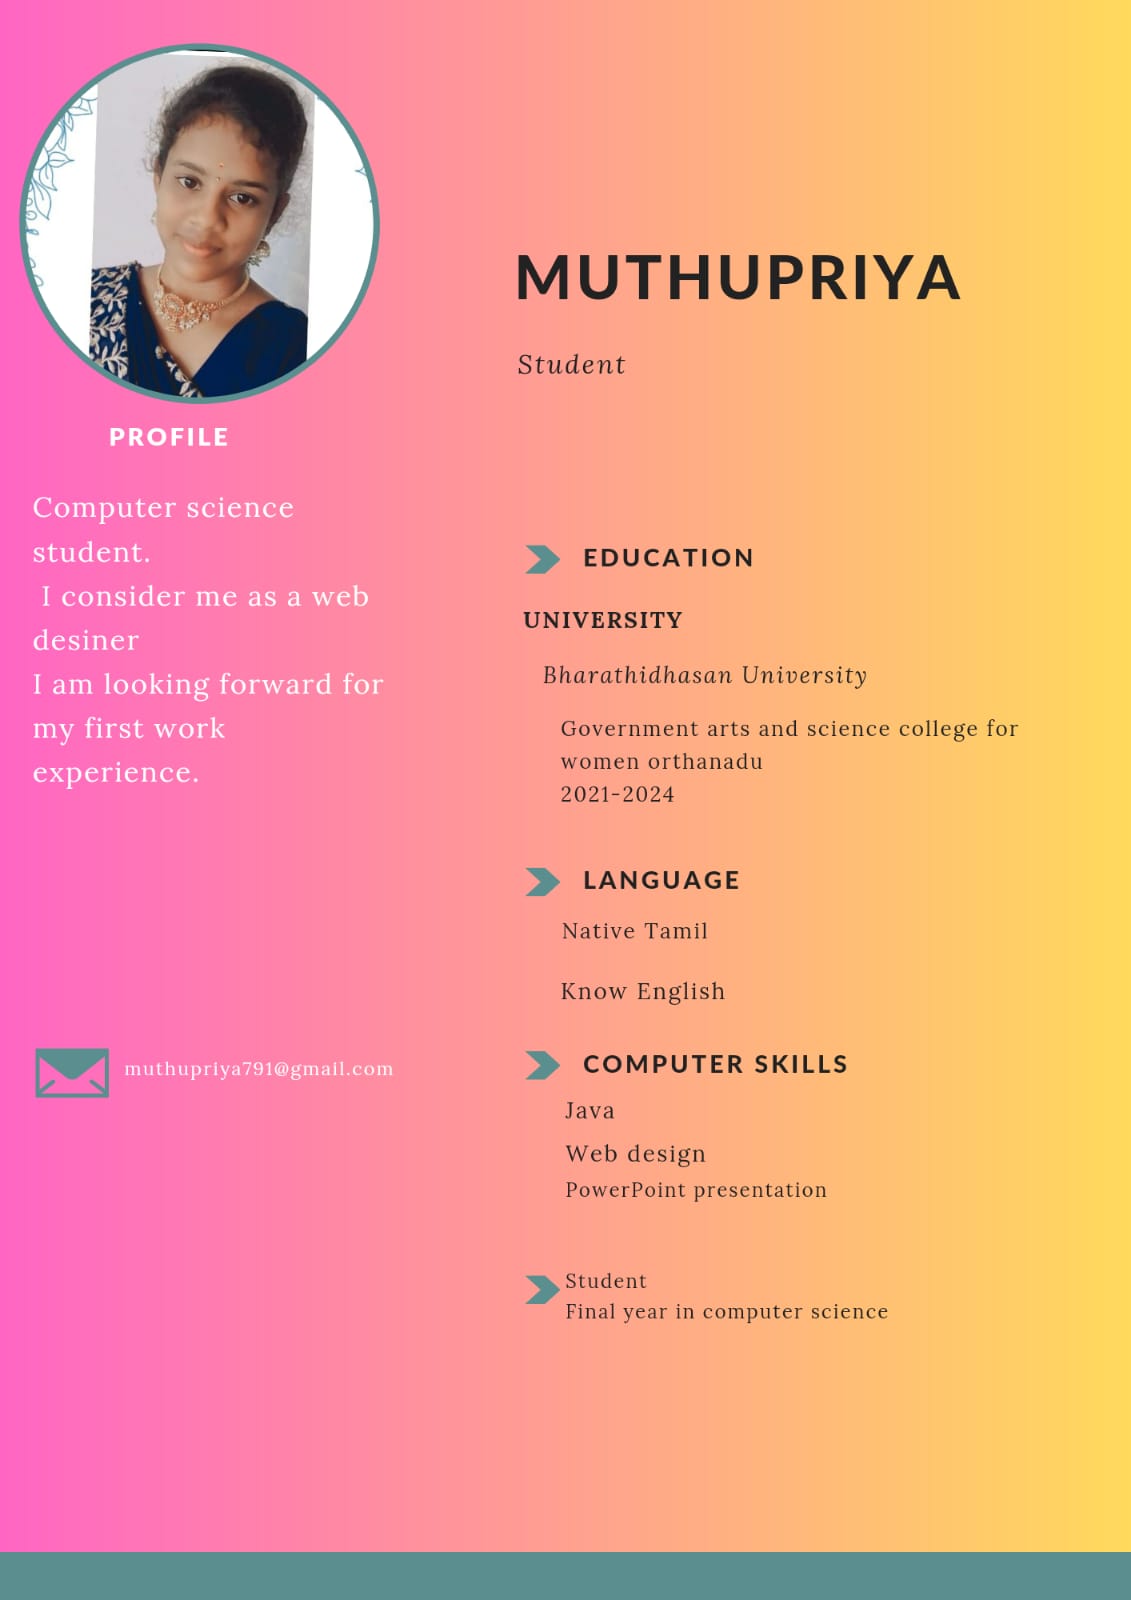 MUTHUPRIYA
Student
PROFILE
Computer science
student.
I consider me as a web
desiner
I am looking forward for
my first work
experience.
muthupriya791@gmail.com
EDUCATION
UNIVERSITY
Bharathidhasan University
Government arts and science college for
women orthanadu
2021-2024
LANGUAGE
Native Tamil
Know English
COMPUTER SKILLS
Java
Web design
PowerPoint presentation
Student
Final year in computer science